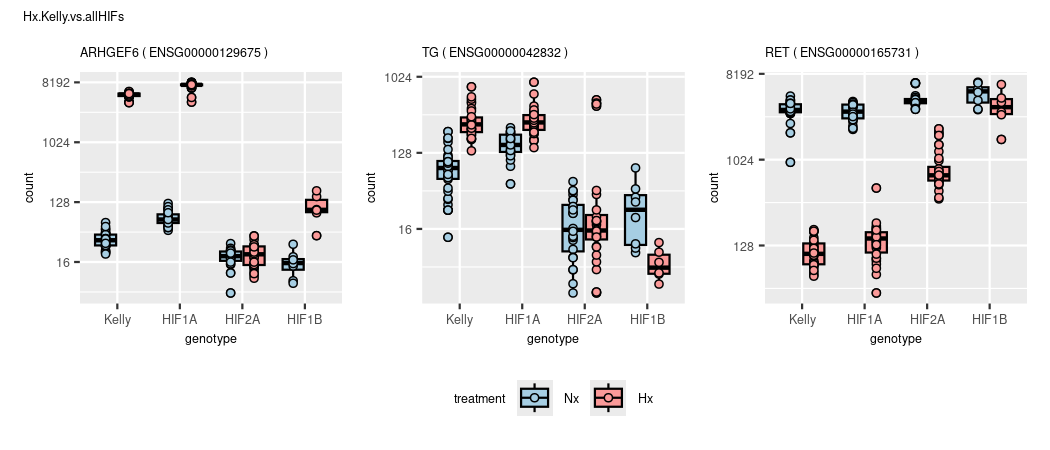 Hx.Kelly.vs.allHIFs
ARHGEF6 ( ENSG00000129675 )
TG ( ENSG00000042832 )
RET ( ENSG00000165731 )
8192
1024
128
16
count
Kelly
HIF1A
HIF2A
HIF1B
genotype
1024
128
16
count
Kelly
HIF1A
HIF2A
HIF1B
genotype
8192
1024
128
count
Kelly
HIF1A
HIF2A
HIF1B
genotype
treatment
Nx
Hx